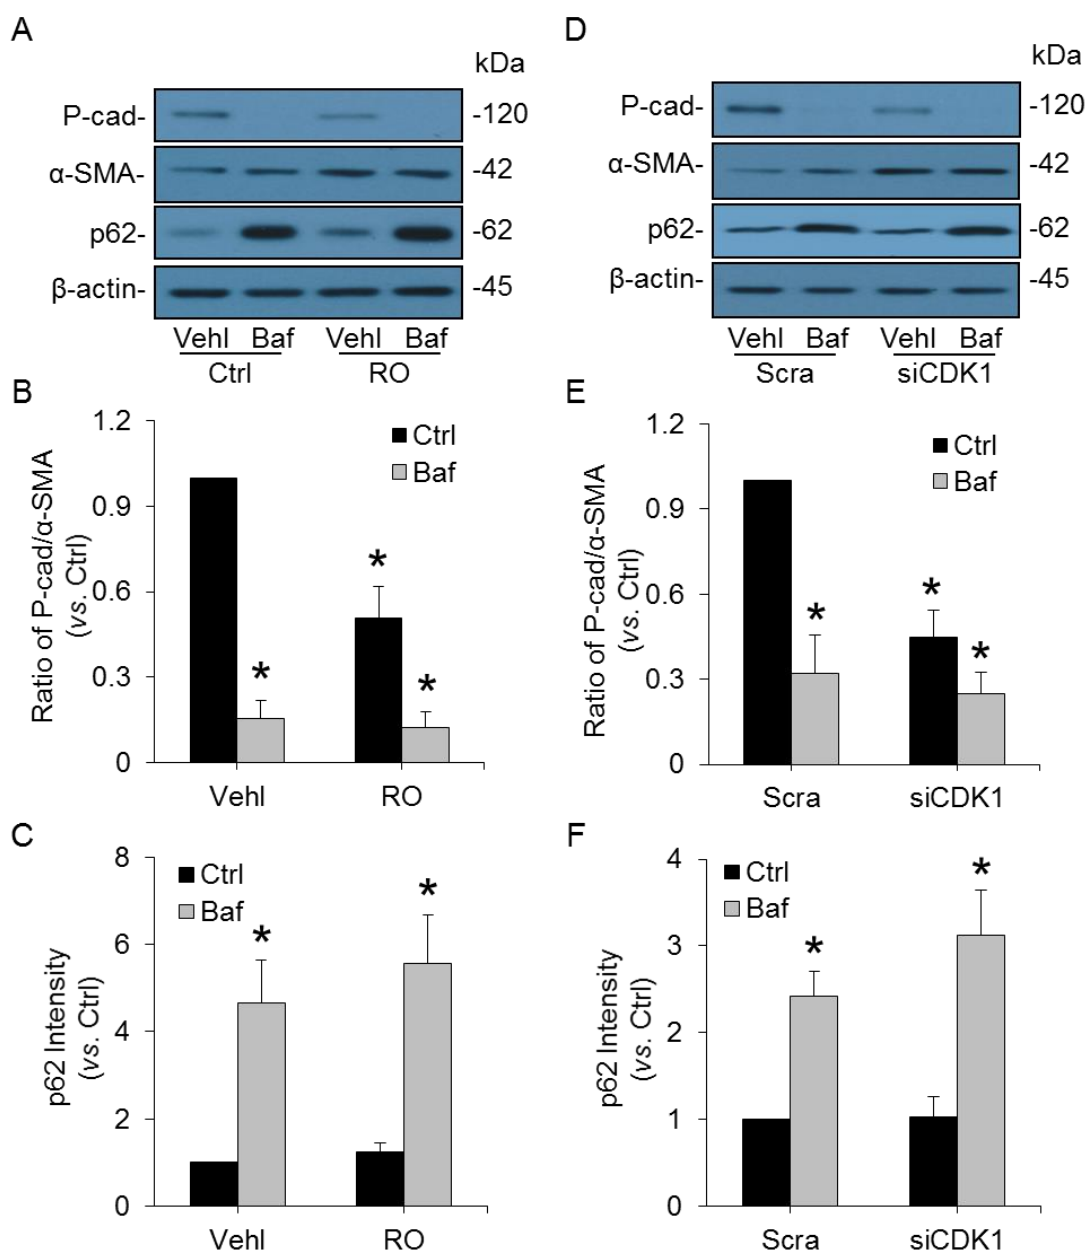 A
kDa
P-cad-
-120
α-SMA-
-42
p62-
-62
β-actin-
-45
Vehl Baf Vehl Baf
Ctrl RO
D
kDa
P-cad-
-120
α-SMA-
-42
p62-
-62
β-actin-
-45
Vehl Baf Vehl Baf
Scra siCDK1
B
Ratio of P-cad/α-SMA
(vs. Ctrl)
1.2
0.9
0.6
0.3
0
Ctrl
Baf
*
*
*
Vehl RO
E
Ratio of P-cad/α-SMA
(vs. Ctrl)
1.2
0.9
0.6
0.3
0
Ctrl
Baf
*
*
*
Scra siCDK1
C
p62 Intensity
(vs. Ctrl)
8
6
4
2
0
Ctrl
Baf
*
*
Vehl RO
F
p62 Intensity
(vs. Ctrl)
4
3
2
1
0
Ctrl
Baf
*
*
Scra siCDK1